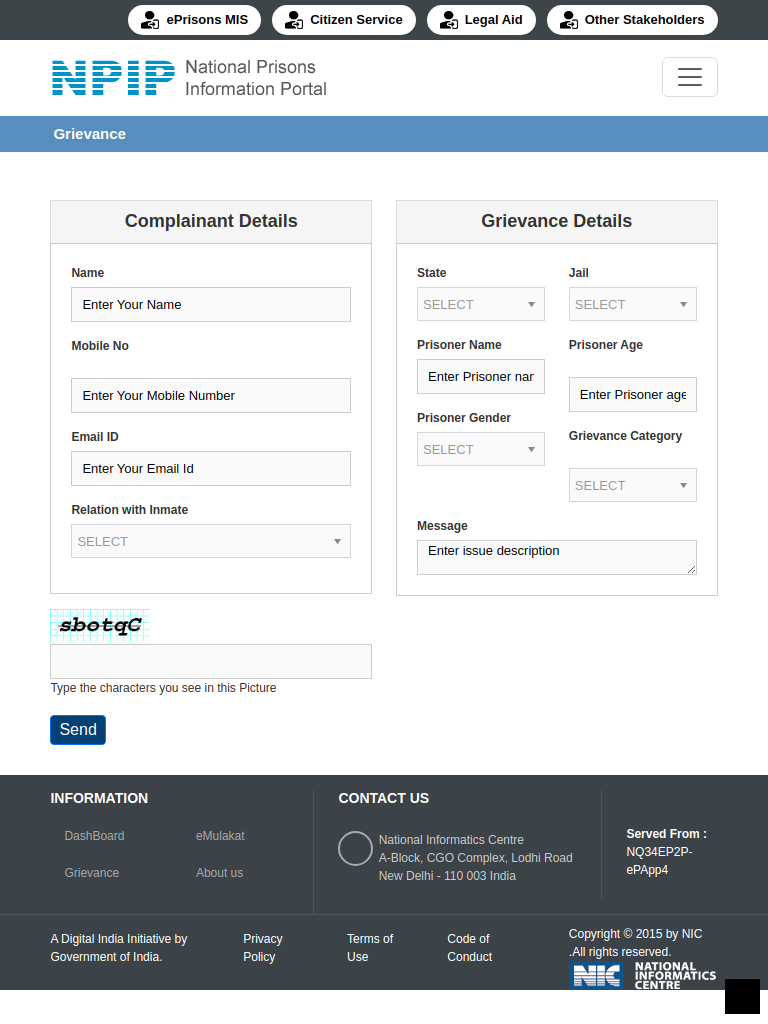 ePrisons MIS
Citizen Service
Legal Aid
Other Stakeholders
NPIP
National Prisons
Information Portal
Grievance
Complainant Details
Name
Enter Your Name
Mobile No
Enter Your Mobile Number
Email ID
Enter Your Email Id
Relation with Inmate
SELECT
Grievance Details
State
Jail
SELECT
SELECT
Prisoner Name
Prisoner Age
Enter Prisoner nar
Enter Prisoner age
Prisoner Gender
Grievance Category
SELECT
SELECT
Message
Enter issue description
sbotqC
Type the characters you see in this Picture
Send
INFORMATION
DashBoard
eMulakat
Grievance
About us
CONTACT US
National Informatics Centre
A-Block, CGO Complex, Lodhi Road
New Delhi - 110 003 India
Served From :
NQ34EP2P-
ePApp4
A Digital India Initiative by
Government of India.
Privacy
Policy
Terms of
Use
Code of
Conduct
Copyright © 2015 by NIC
.All rights reserved.
NIC
NATIONAL
INFORMATICS
CENTRE